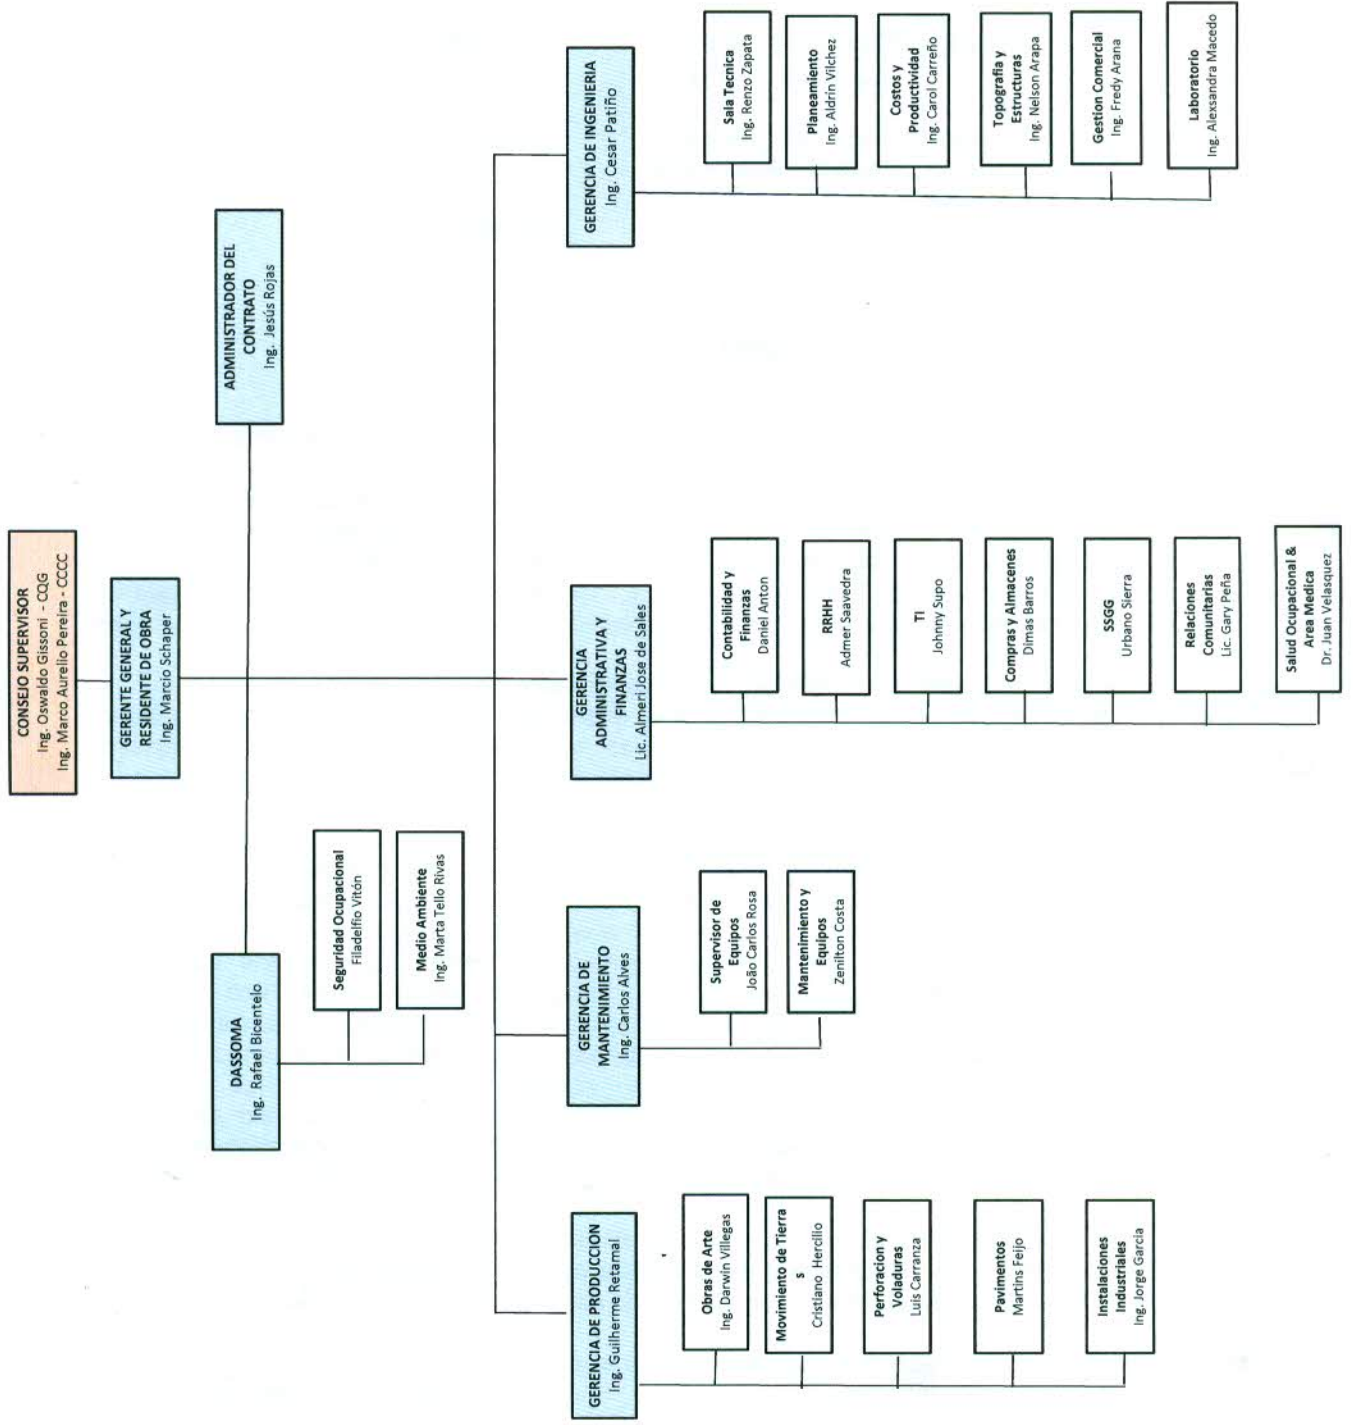 CONSEJO SUPERVISOR
Ing. Oswaldo Gissoni - CQG
Ing. Marco Aurelio Pereira - CCCC
GERENTE GENERAL Y
RESIDENTE DE OBRA
Ing. Marcio Schaper
DASSOMA
Ing. Rafael Bicentelo
ADMINISTRADOR DEL
CONTRATO
Ing. Jesús Rojas
Seguridad Ocupacional
Filadelfio Vitón
Medio Ambiente
Ing. Marta Tello Rivas
GERENCIA DE PRODUCCION
Ing. Guilherme Retamal
Obras de Arte
Ing. Darwin Villegas
Movimiento de Tierra
s
Cristiano Hercilio
Perforacion y
Voladuras
Luis Carranza
Pavimentos
Martins Feijo
Instalaciones
Industriales
Ing. Jorge Garcia
GERENCIA DE
MANTENIMIENTO
Ing. Carlos Alves
Supervisor de
Equipos
João Carlos Rosa
Mantenimiento y
Equipos
Zenilton Costa
GERENCIA
ADMINISTRATIVA Y
FINANZAS
Lic. Almeri Jose de Sales
Contabilidad y
Finanzas
Daniel Anton
RRHH
Admer Saavedra
TI
Johnny Supo
Compras y Almacenes
Dimas Barros
SSGG
Urbano Sierra
Relaciones
Comunitarias
Lic. Gary Peña
Salud Ocupacional &
Area Medica
Dr. Juan Velasquez
GERENCIA DE INGENIERIA
Ing. Cesar Patiño
Sala Tecnica
Ing. Renzo Zapata
Planeamiento
Ing. Aldrin Vilchez
Costos y
Productividad
Ing. Carol Carreño
Topografia y
Estructuras
Ing. Nelson Arapa
Gestion Comercial
Ing. Fredy Arana
Laboratorio
Ing. Alexsandra Macedo